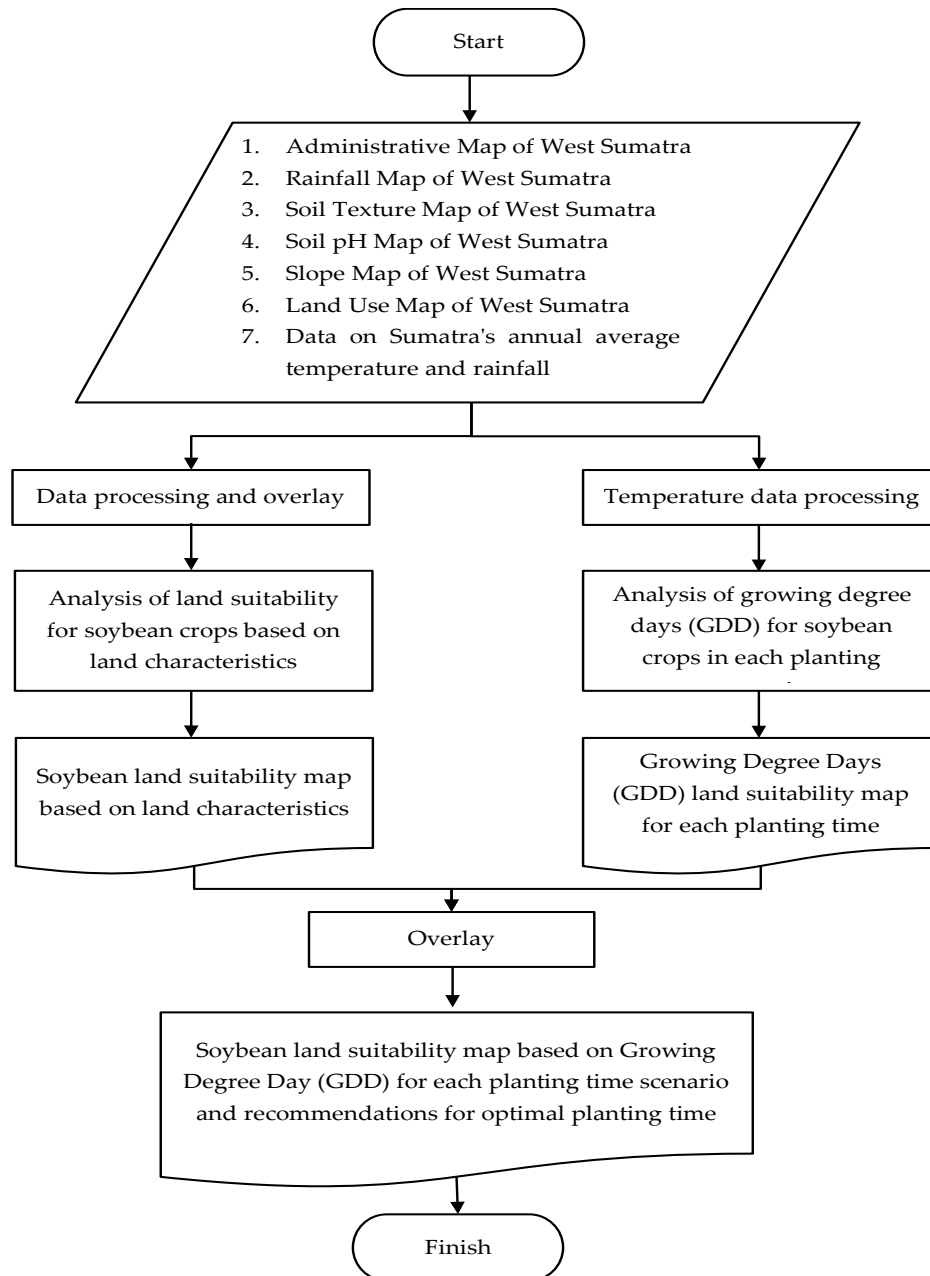 Start
1. Administrative Map of West Sumatra
2. Rainfall Map of West Sumatra
3. Soil Texture Map of West Sumatra
4. Soil pH Map of West Sumatra
5. Slope Map of West Sumatra
6. Land Use Map of West Sumatra
7. Data on Sumatra's annual average
temperature and rainfall
Data processing and overlay
Temperature data processing
Analysis of land suitability
for soybean crops based on
land characteristics
Analysis of growing degree
days (GDD) for soybean
crops in each planting
Soybean land suitability map
based on land characteristics
Growing Degree Days
(GDD) land suitability map
for each planting time
Overlay
Soybean land suitability map based on Growing
Degree Day (GDD) for each planting time scenario
and recommendations for optimal planting time
Finish